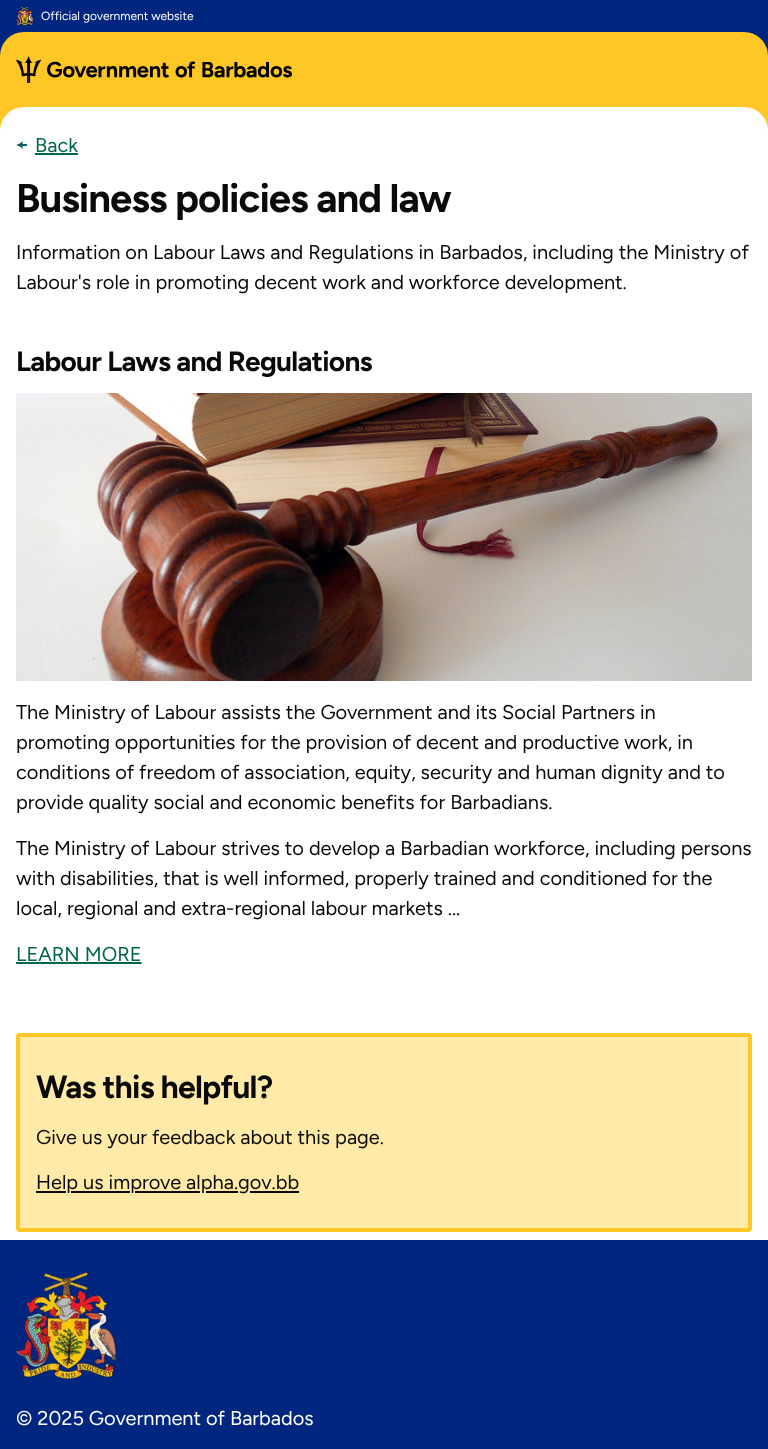 Official government website
Government of Barbados
Back
Business policies and law
Information on Labour Laws and Regulations in Barbados, including the Ministry of
Labour's role in promoting decent work and workforce development.
Labour Laws and Regulations
The Ministry of Labour assists the Government and its Social Partners in
promoting opportunities for the provision of decent and productive work, in
conditions of freedom of association, equity, security and human dignity and to
provide quality social and economic benefits for Barbadians.
The Ministry of Labour strives to develop a Barbadian workforce, including persons
with disabilities, that is well informed, properly trained and conditioned for the
local, regional and extra-regional labour markets ...
LEARN MORE
Was this helpful?
Give us your feedback about this page.
Help us improve alpha.gov.bb
PRIDE AND INDUSTRY
© 2025 Government of Barbados